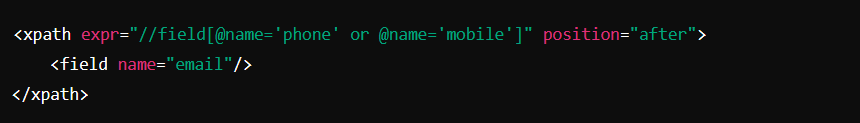 <xpath expr="//field[@name='phone' or @name='mobile']" position="after">
    <field name="email"/>
</xpath>